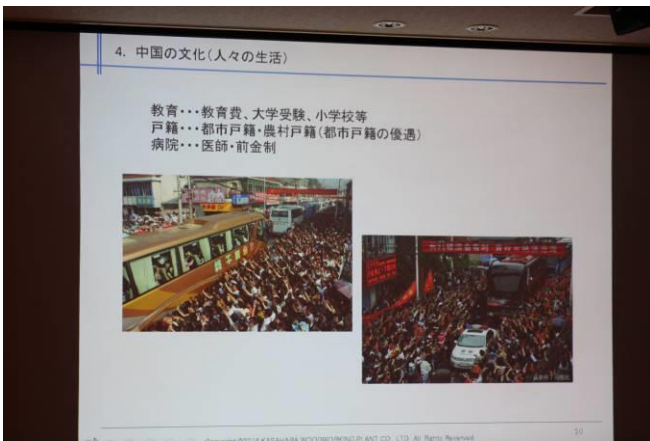 4. 中国の文化(人々の生活)
教育・・・教育費、大学受験、小学校等
戸籍・・・都市戸籍・農村戸籍(都市戸籍の優遇)
病院・・・医師・前金制
10